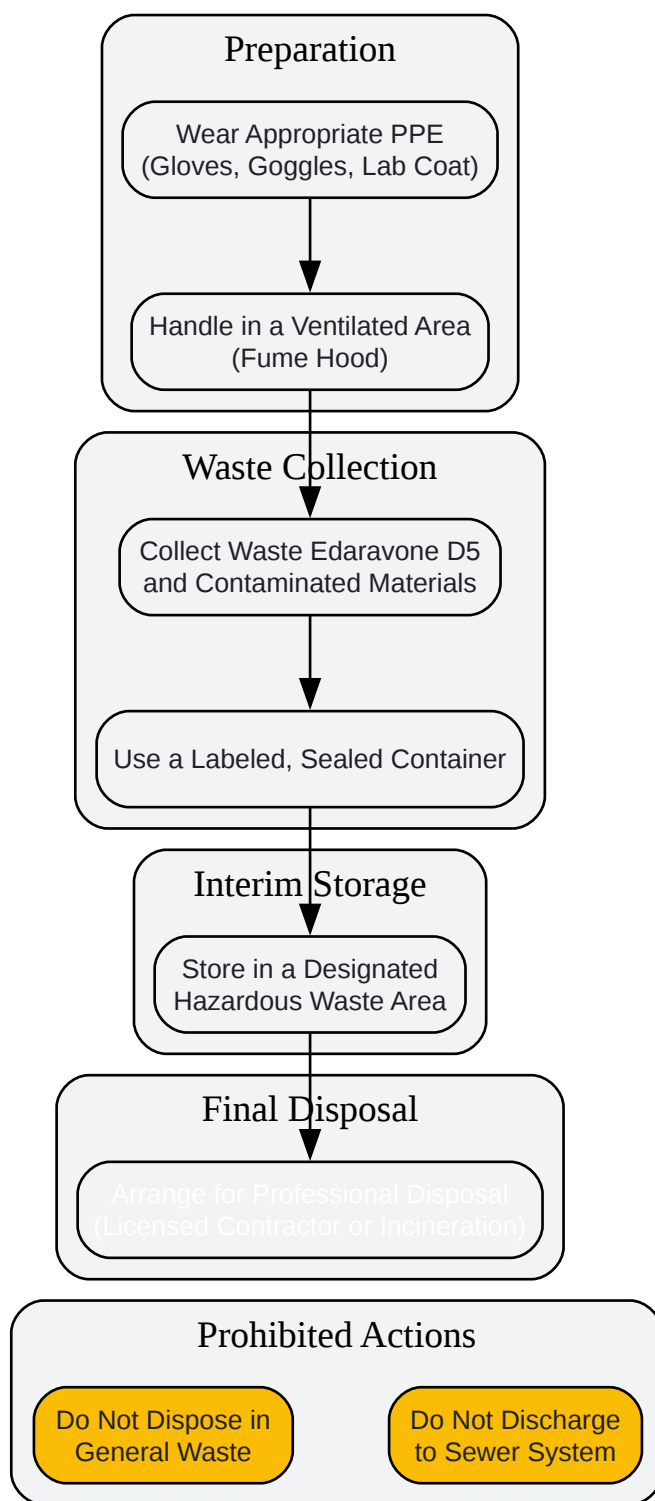 Preparation
Wear Appropriate PPE
(Gloves, Goggles, Lab Coat)
Handle in a Ventilated Area
(Fume Hood)
Waste Collection
Collect Waste Edaravone D5
and Contaminated Materials
Use a Labeled, Sealed Container
Interim Storage
Store in a Designated
Hazardous Waste Area
Final Disposal
Arrange for Professional Disposal
(Licensed Contractor or Incineration)
Prohibited Actions
Do Not Dispose in
General Waste
Do Not Discharge
to Sewer System